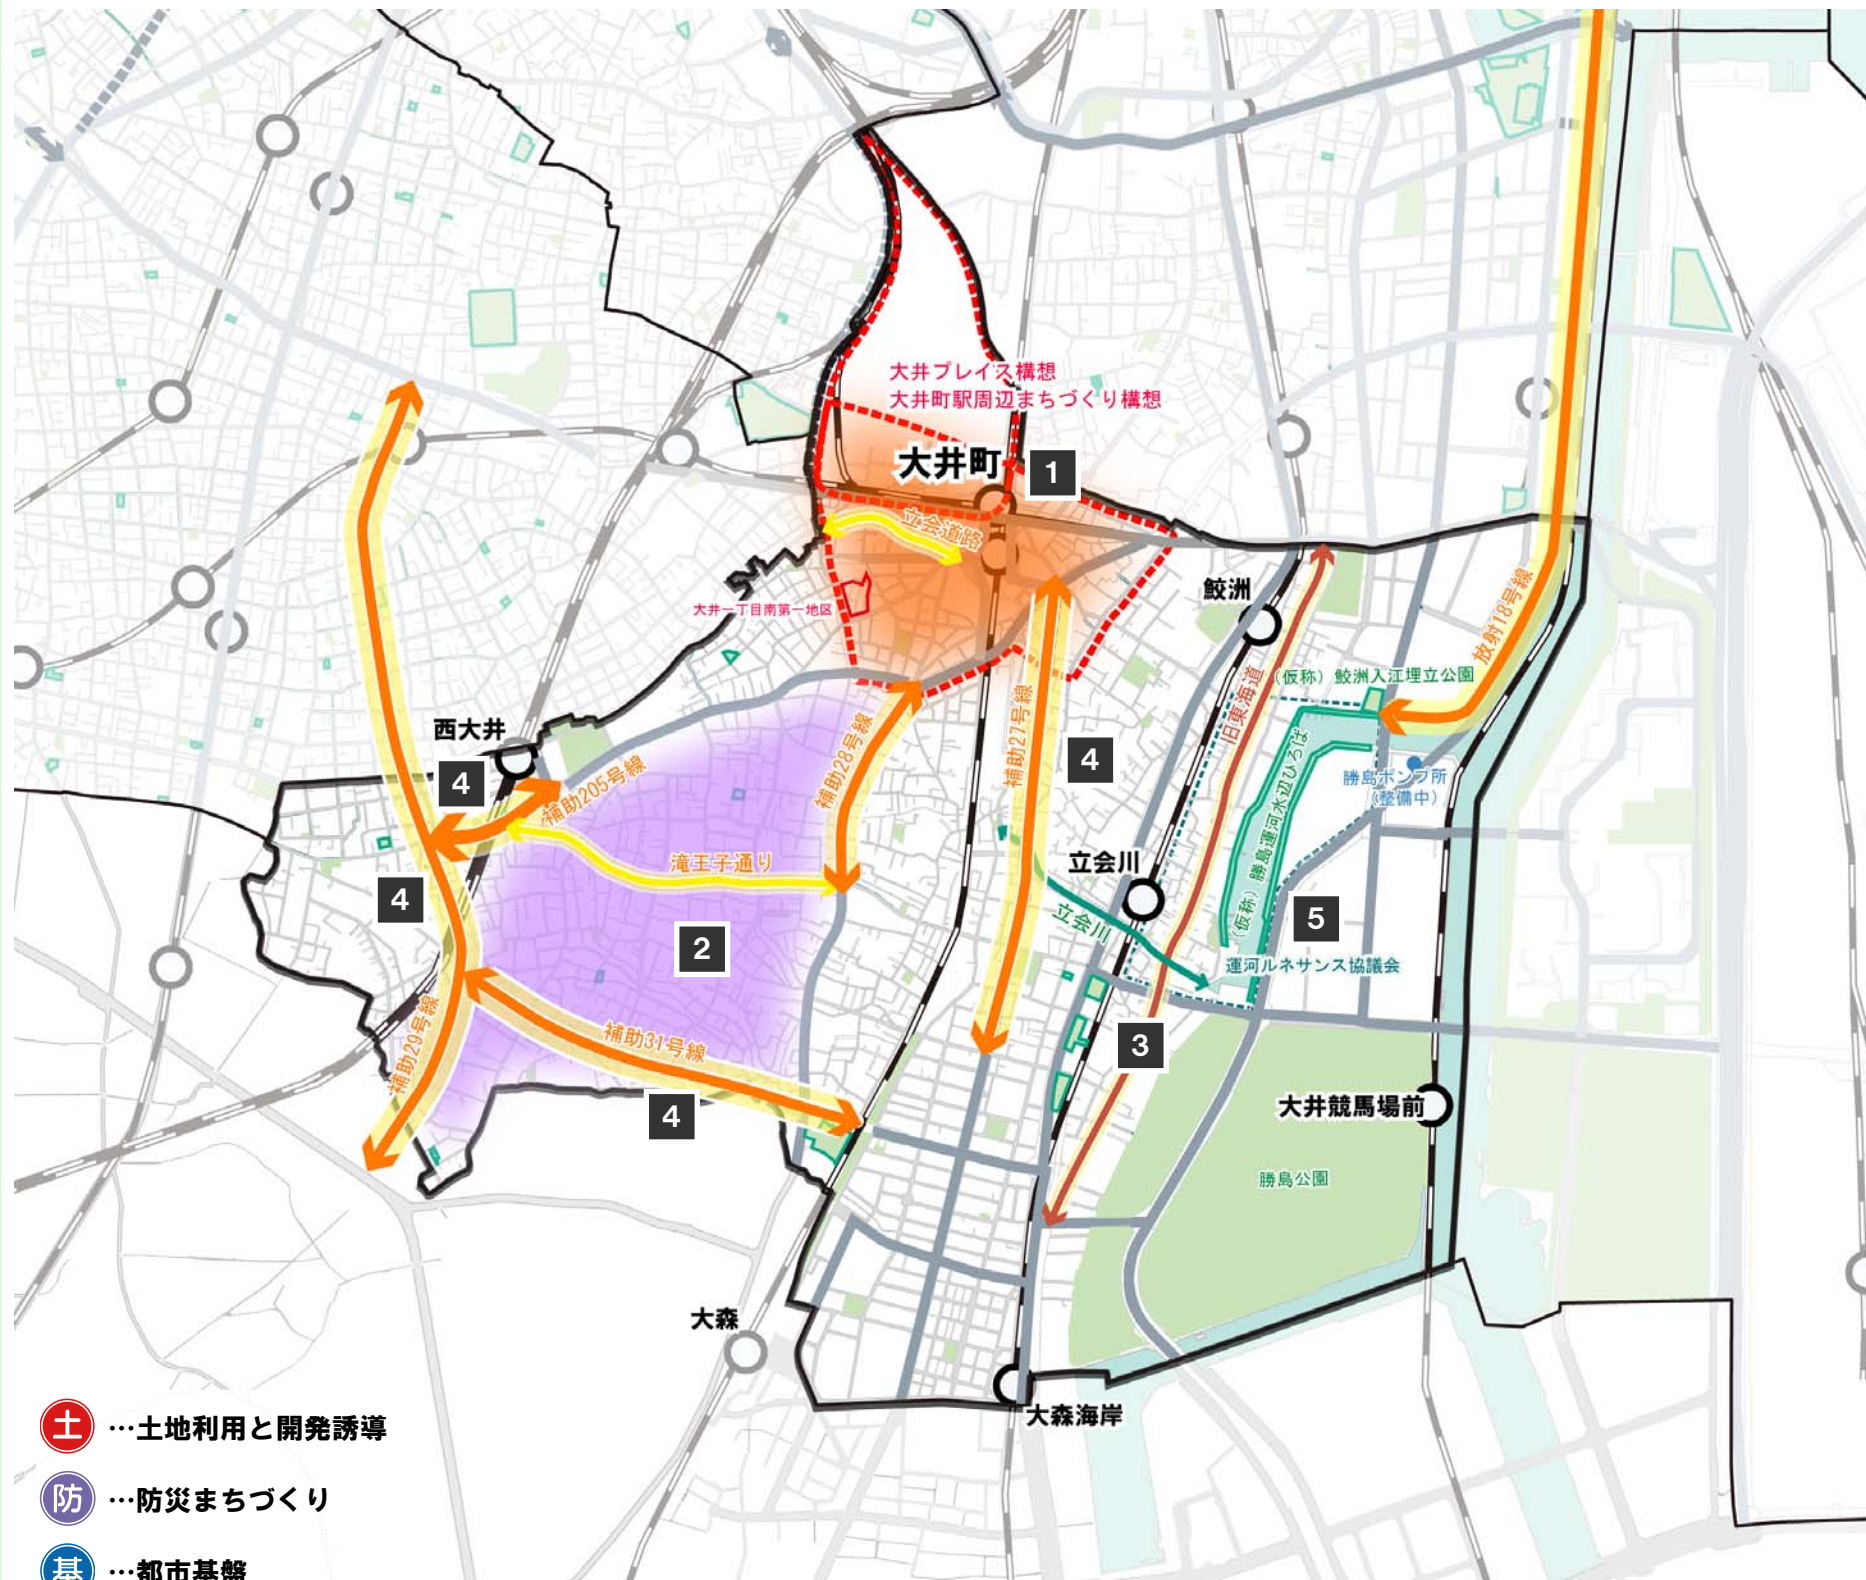 大井プレイス構想
大井町駅周辺まちづくり構想
大井町
1
立会道路
大井一丁目南第一地区
鮫洲
放射18号線
(仮称)鮫洲入江埋立公園
旧東海道
西大井
4
補助205号線
補助28号線
補助27号線
4
勝島ポンプ所
(整備中)
(仮称)勝島運河水辺ひろば
滝王子通り
立会川
4
立会川
5
2
運河ルネサンス協議会
補助29号線
補助31号線
3
4
大井競馬場前
勝島公園
大森
大森海岸
土 …土地利用と開発誘導
防 …防災まちづくり
基 …都市基盤